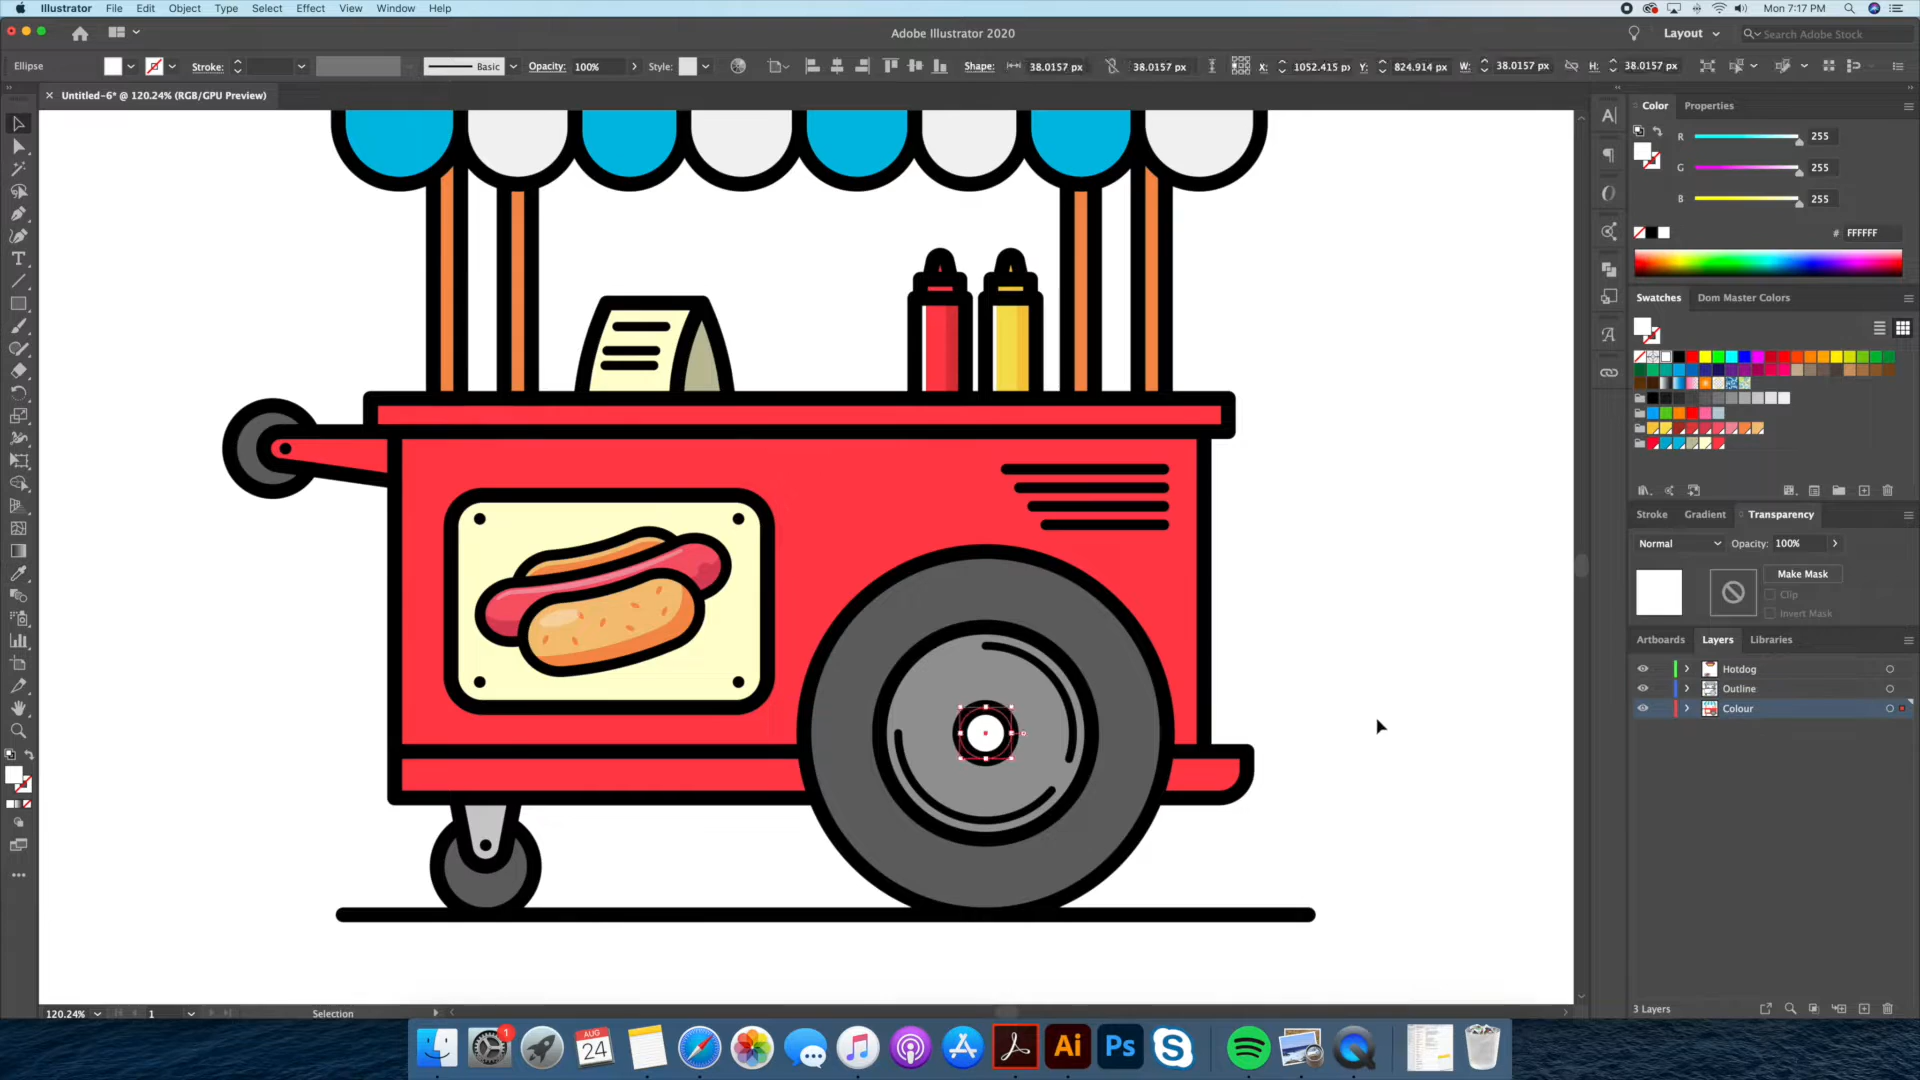 Illustrator File Edit Object Type Select Effect View Window Help Mon 7:17 PM
Adobe Illustrator 2020 Layout Search Adobe Stock
Ellipse Stroke: Basic Opacity: 100% Style: Shape: 38.0157 px 38.0157 px X: 1052.415 px Y: 824.914 px W: 38.0157 px H: 38.0157 px
Untitled-6* @ 120.24% (RGB/GPU Preview)
Color Properties
R 255
G 255
B 255
# FFFFFF
Swatches Dom Master Colors
Stroke Gradient Transparency
Normal Opacity: 100%
Make Mask
Clip
Invert Mask
Artboards Layers Libraries
Hotdog
Outline
Colour
3 Layers
120.24% 1 Selection
AUG
24
1
Ai Ps